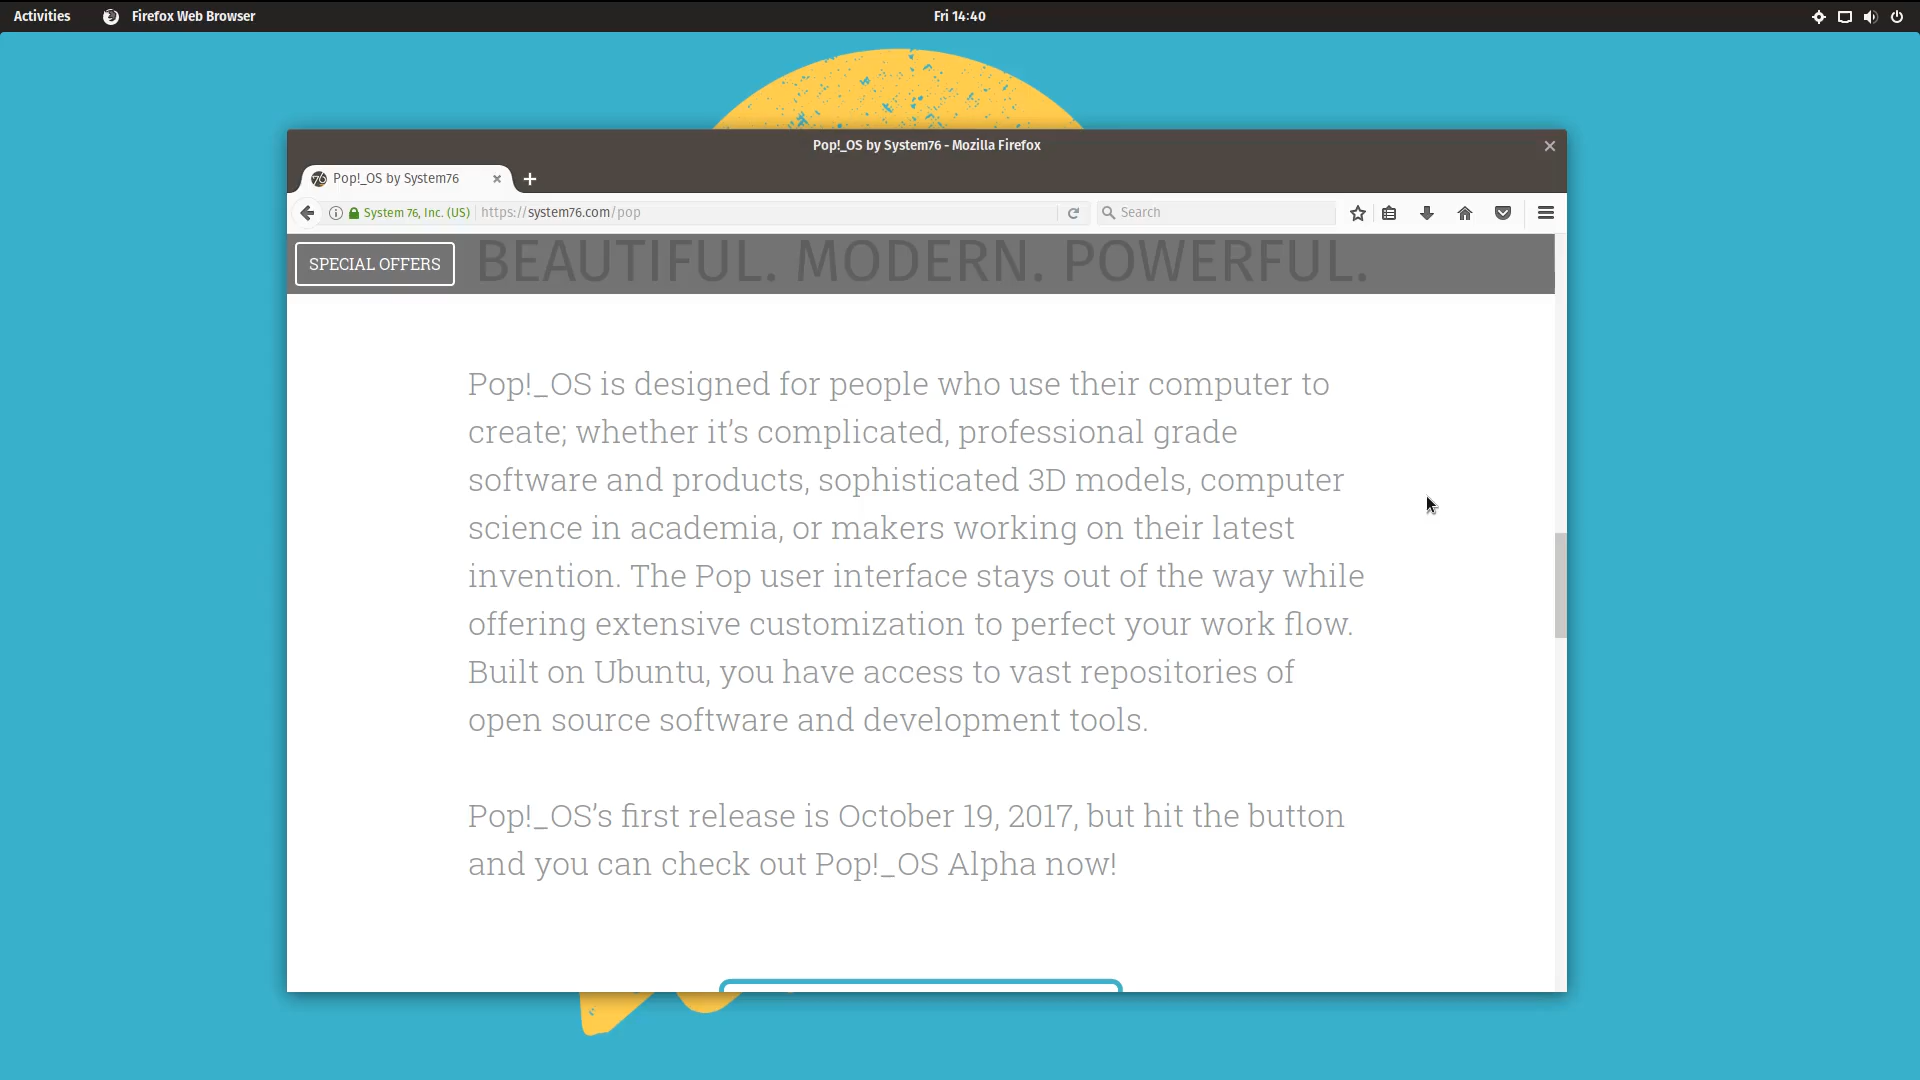 Activities
Firefox Web Browser
Fri 14:40
Pop!_OS by System76 - Mozilla Firefox
Pop!_OS by System76
System 76, Inc. (US)
https://system76.com/pop
Search
SPECIAL OFFERS
BEAUTIFUL. MODERN. POWERFUL.
Pop!_OS is designed for people who use their computer to
create; whether it’s complicated, professional grade
software and products, sophisticated 3D models, computer
science in academia, or makers working on their latest
invention. The Pop user interface stays out of the way while
offering extensive customization to perfect your work flow.
Built on Ubuntu, you have access to vast repositories of
open source software and development tools.
Pop!_OS’s first release is October 19, 2017, but hit the button
and you can check out Pop!_OS Alpha now!